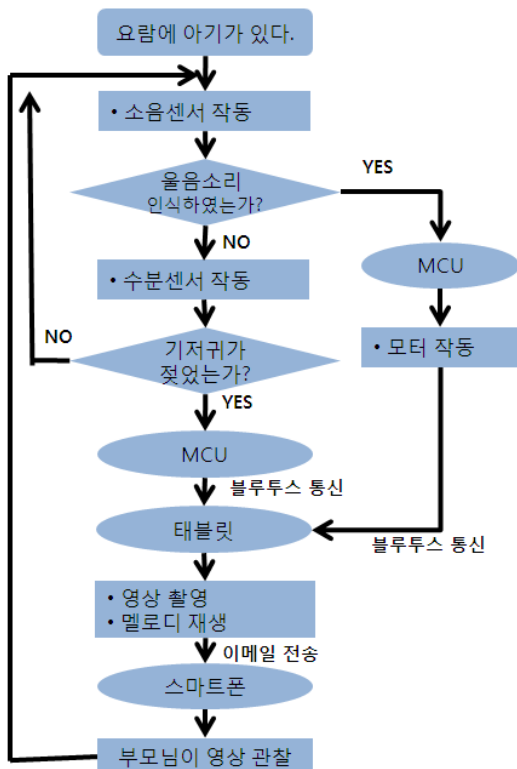 요람에 아기가 있다.
• 소음센서 작동
울음소리
인식하였는가?
YES
NO
MCU
• 수분센서 작동
NO
기저귀가
젖었는가?
• 모터 작동
YES
MCU
블루투스 통신
태블릿
블루투스 통신
• 영상 촬영
• 멜로디 재생
이메일 전송
스마트폰
부모님이 영상 관찰